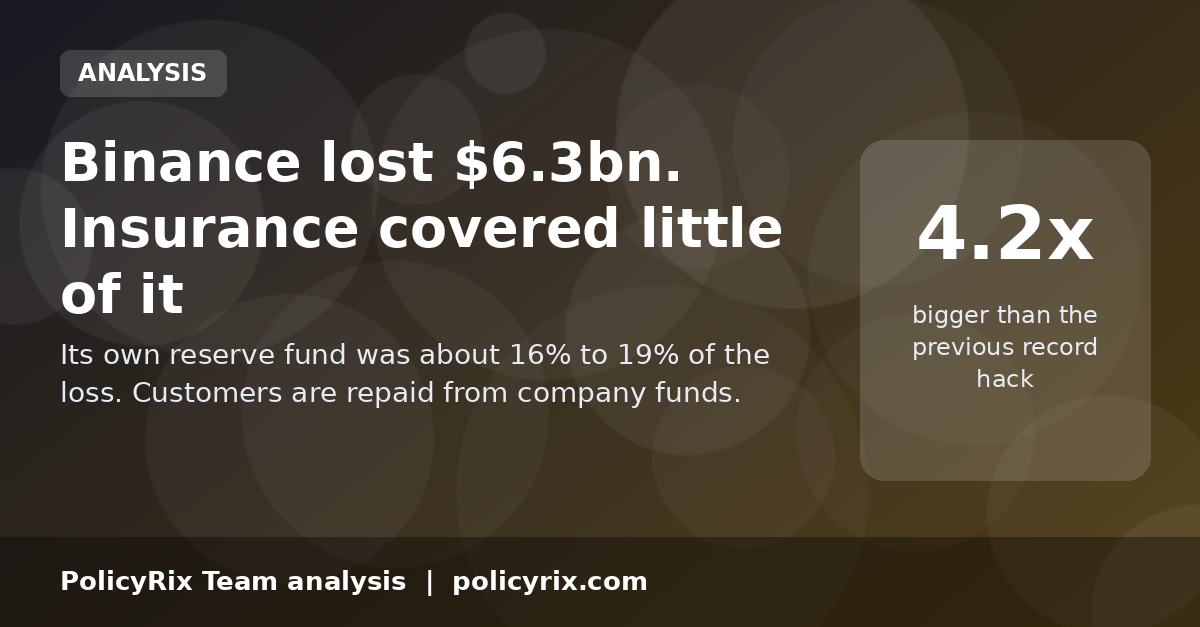 ANALYSIS
Binance lost $6.3bn.
Insurance covered little
of it
Its own reserve fund was about 16% to 19% of the
loss. Customers are repaid from company funds.
4.2x
bigger than the
previous record
hack
PolicyRix Team analysis | policyrix.com